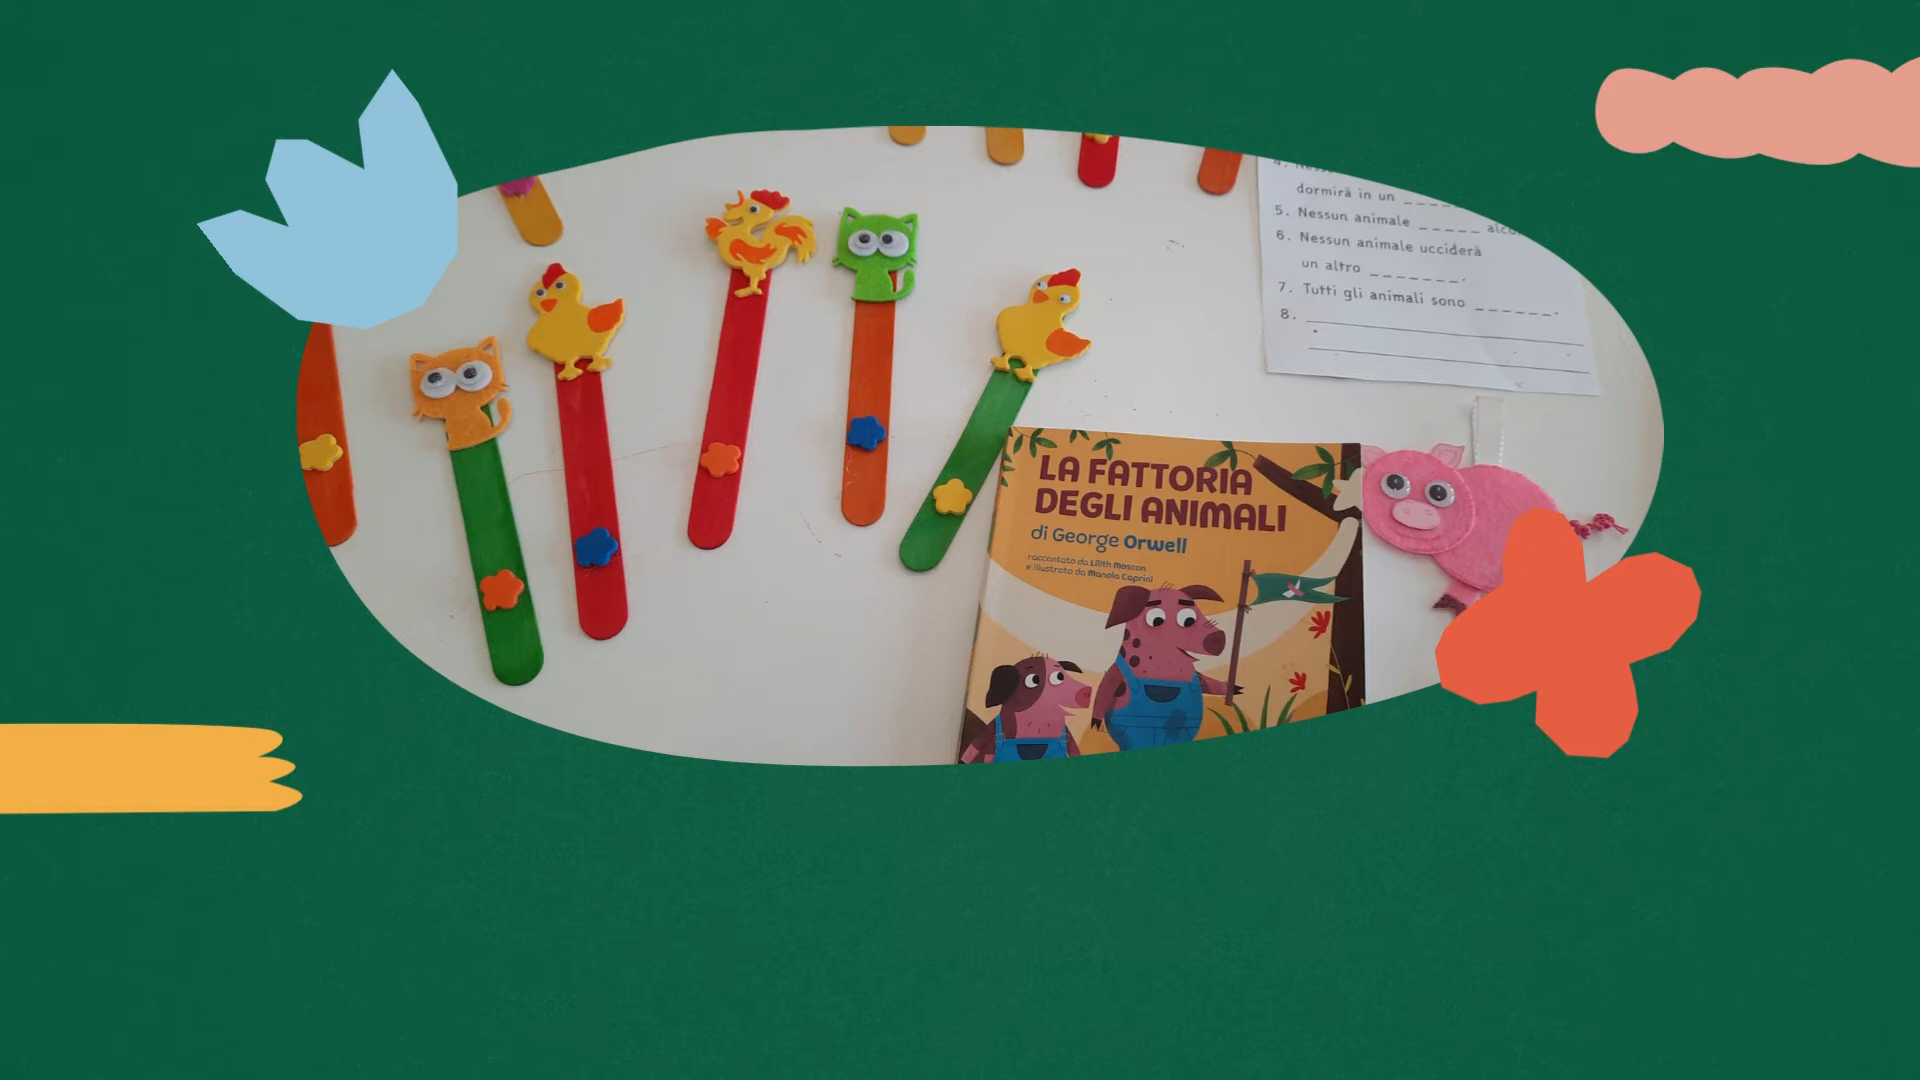 dormirà in un _ _ _ _
5. Nessun animale _ _ _ _ _
6. Nessun animale ucciderà
un altro _ _ _ _ _ _ _.
7. Tutti gli animali sono _ _ _ _ _ _.
8.
LA FATTORIA
DEGLI ANIMALI
di George Orwell
raccontato da Lilith Moscon
e illustrato da Manola Caprini